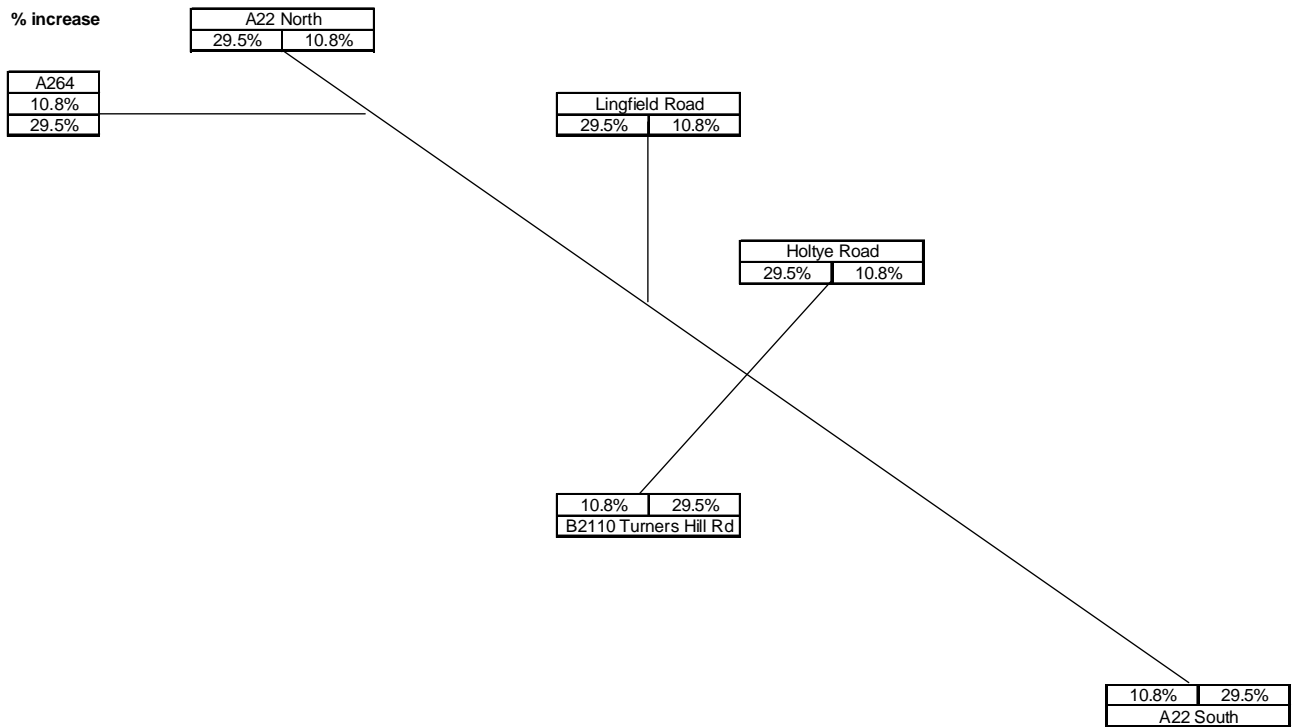 % increase
A22 North
29.5% 10.8%
A264
10.8%
29.5%
Lingfield Road
29.5% 10.8%
Holtye Road
29.5% 10.8%
10.8% 29.5%
B2110 Turners Hill Rd
10.8% 29.5%
A22 South